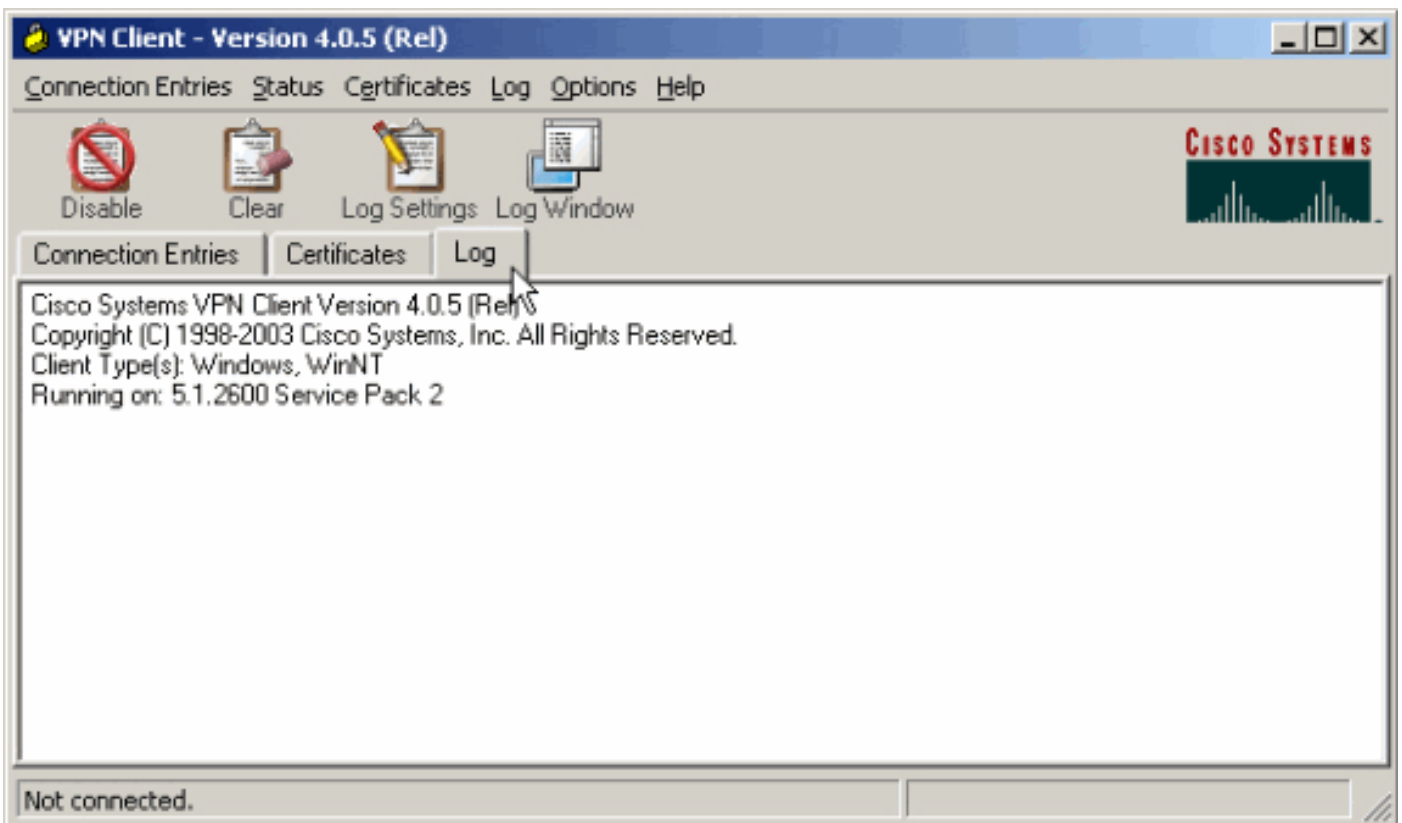 VPN Client - Version 4.0.5 (Rel)
Connection Entries Status Certificates Log Options Help
Disable Clear Log Settings Log Window
CISCO SYSTEMS
Connection Entries Certificates Log
Cisco Systems VPN Client Version 4.0.5 (Rel)
Copyright (C) 1998-2003 Cisco Systems, Inc. All Rights Reserved.
Client Type(s): Windows, WinNT
Running on: 5.1.2600 Service Pack 2
Not connected.